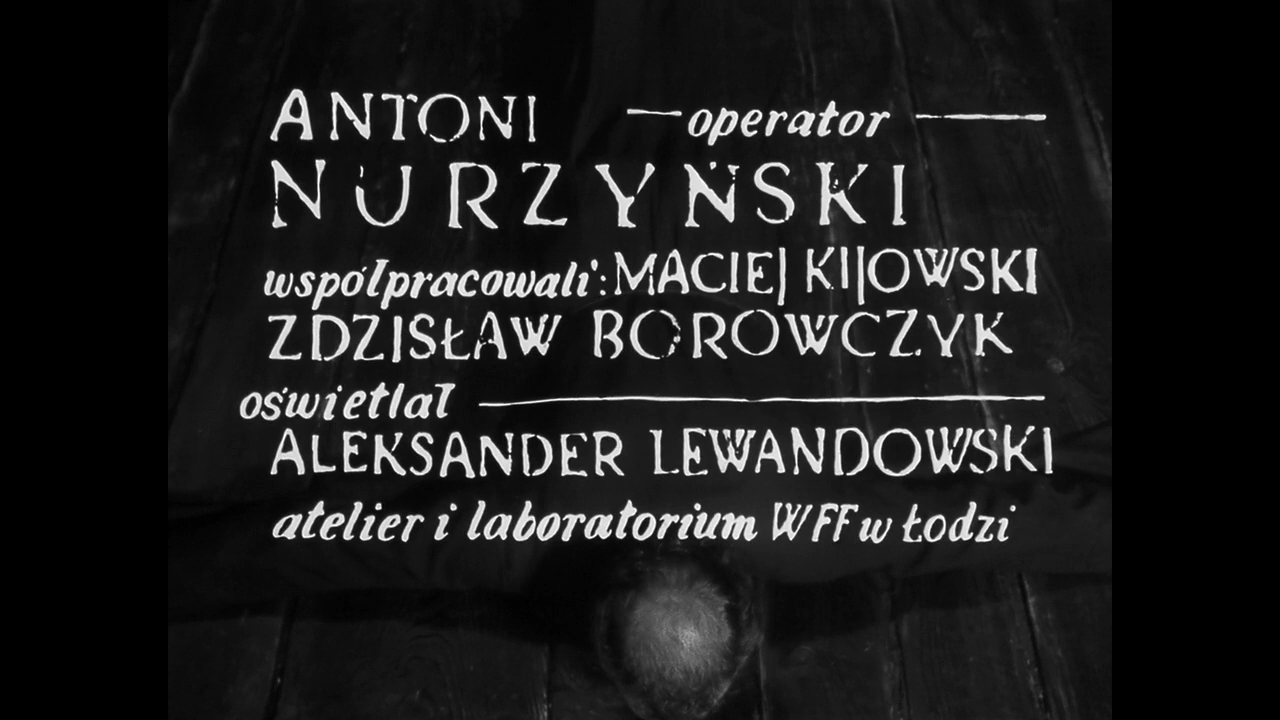 ANTONI — operator —
NURZYŃSKI
współpracowali: MACIEJ KIJOWSKI
ZDZISŁAW BOROWCZYK
oświetlał —
ALEKSANDER LEWANDOWSKI
atelier i laboratorium WFF w Łodzi